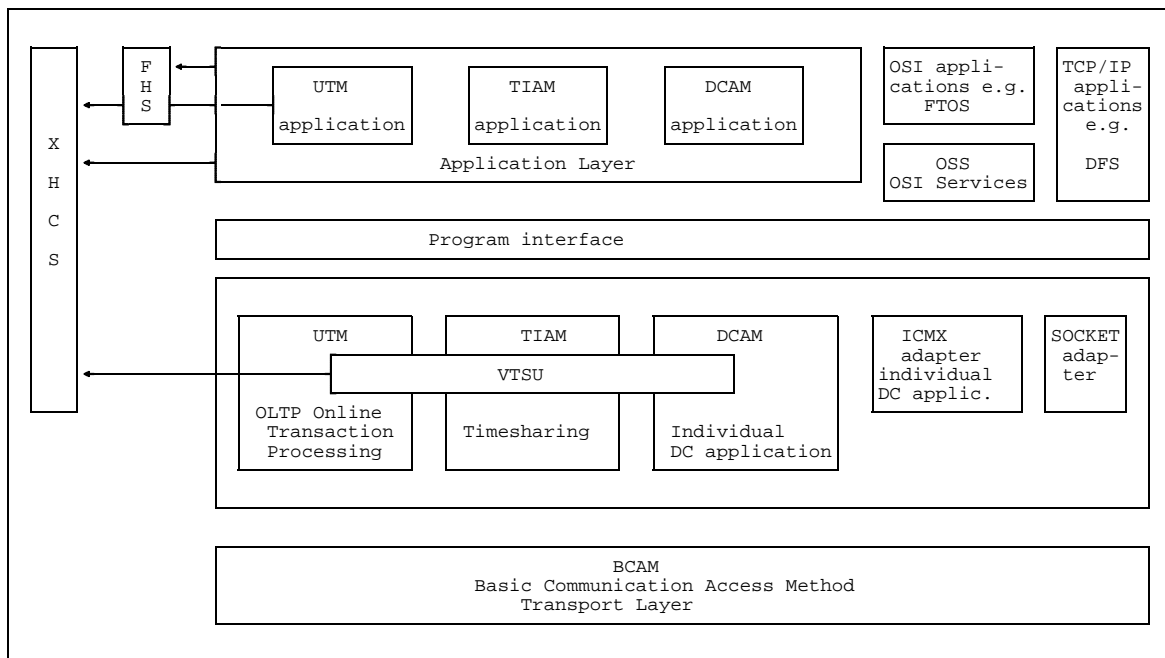 X
H
C
S
F
H
S
UTM
application
TIAM
application
DCAM
application
Application Layer
OSI appli-
cations e.g.
FTOS
OSS
OSI Services
TCP/IP
appli-
cations
e.g.
DFS
Program interface
UTM
TIAM
DCAM
VTSU
OLTP Online
Transaction
Processing
Timesharing
Individual
DC application
ICMX
adapter
individual
DC applic.
SOCKET
adap-
ter
BCAM
Basic Communication Access Method
Transport Layer